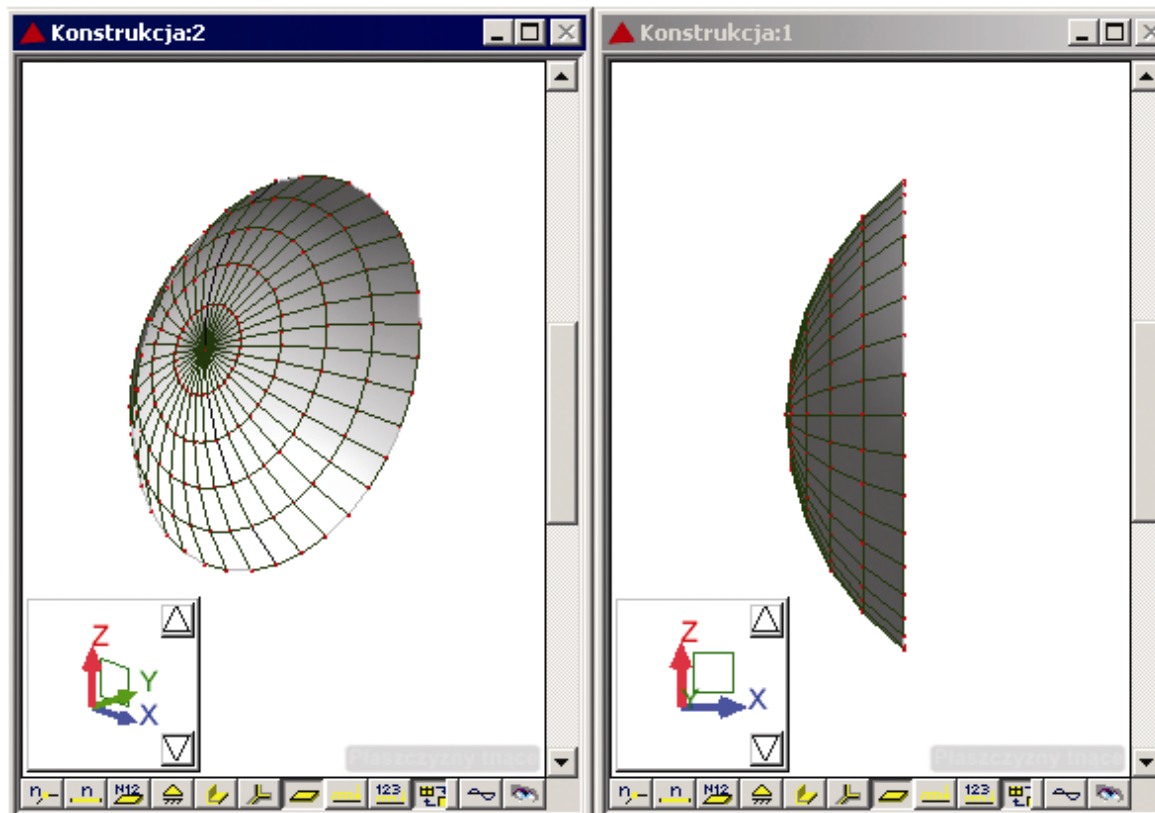 Konstrukcja:2
Z
Y
X
Płaszczyzny tnące
n
n
N12
123
Konstrukcja:1
Z
Y
X
Płaszczyzny tnące
n
n
N12
123